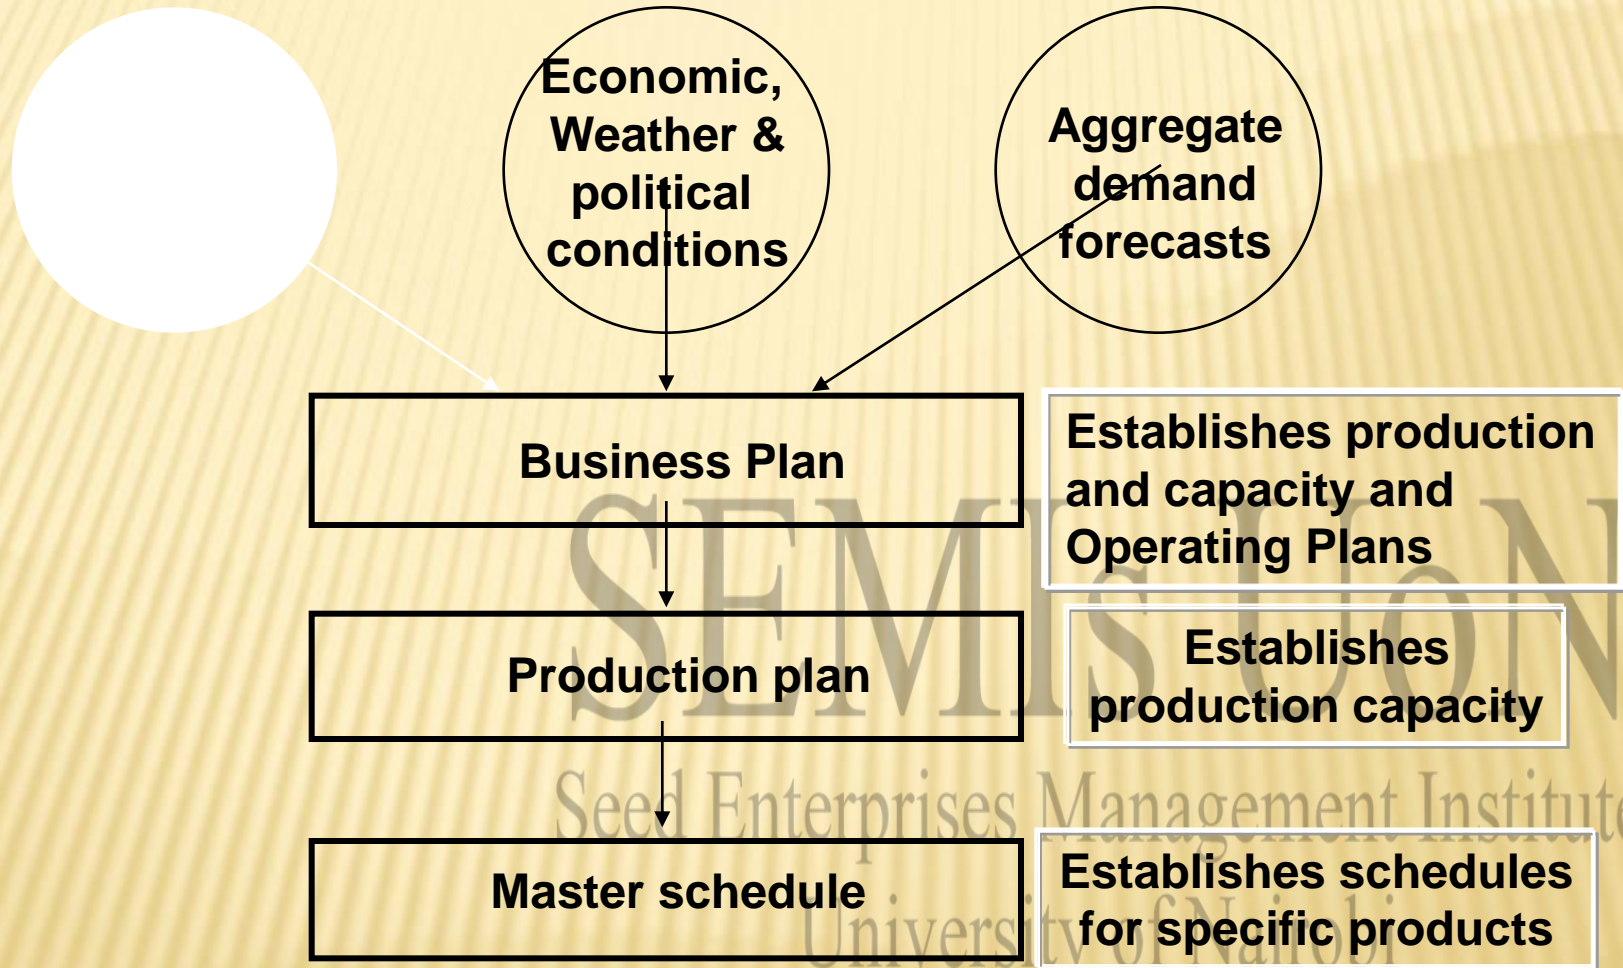 Economic,
Weather &
political
conditions
Aggregate
demand
forecasts
Business Plan
Establishes production
and capacity and
Operating Plans
Production plan
Establishes
production capacity
Master schedule
Establishes schedules
for specific products
SEMIs UoN
Seed Enterprises Management Institute
University of Nairobi